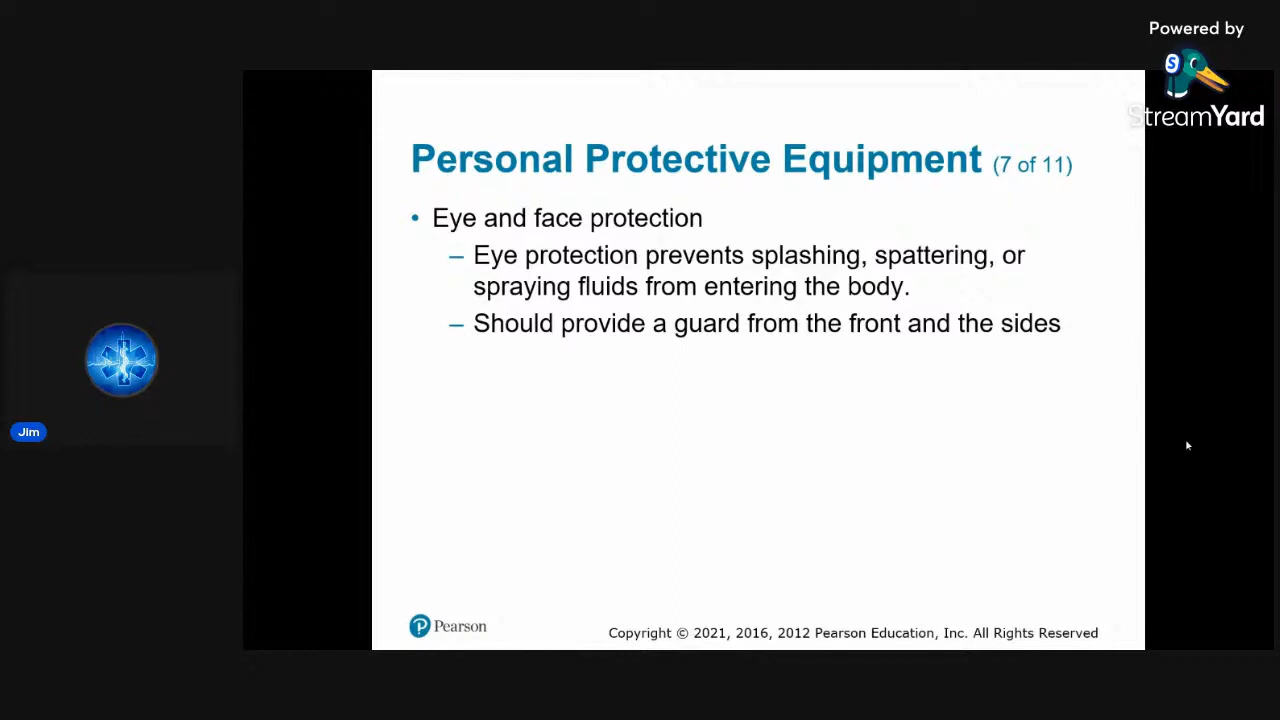 Powered by
StreamYard
Personal Protective Equipment (7 of 11)
• Eye and face protection
– Eye protection prevents splashing, spattering, or
spraying fluids from entering the body.
– Should provide a guard from the front and the sides
Jim
Pearson
Copyright © 2021, 2016, 2012 Pearson Education, Inc. All Rights Reserved